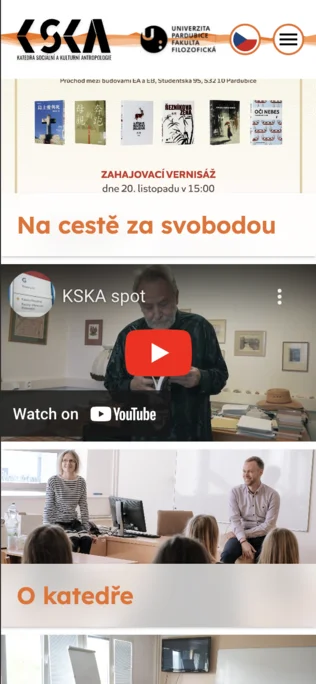 KSKA
KATEDRA SOCIÁLNÍ A KULTURNÍ ANTROPOLOGIE
UNIVERZITA
PARDUBICE
FAKULTA
FILOZOFICKÁ
Průchod mezi budovami EA a EB, Studentská 95, 532 10 Pardubice
ŘEZNÍKOVA
ŽENA
OČI NEBES
ZAHAJOVACÍ VERNISÁŽ
dne 20. listopadu v 15:00
Na cestě za svobodou
KSKA spot
Watch on YouTube
O katedře